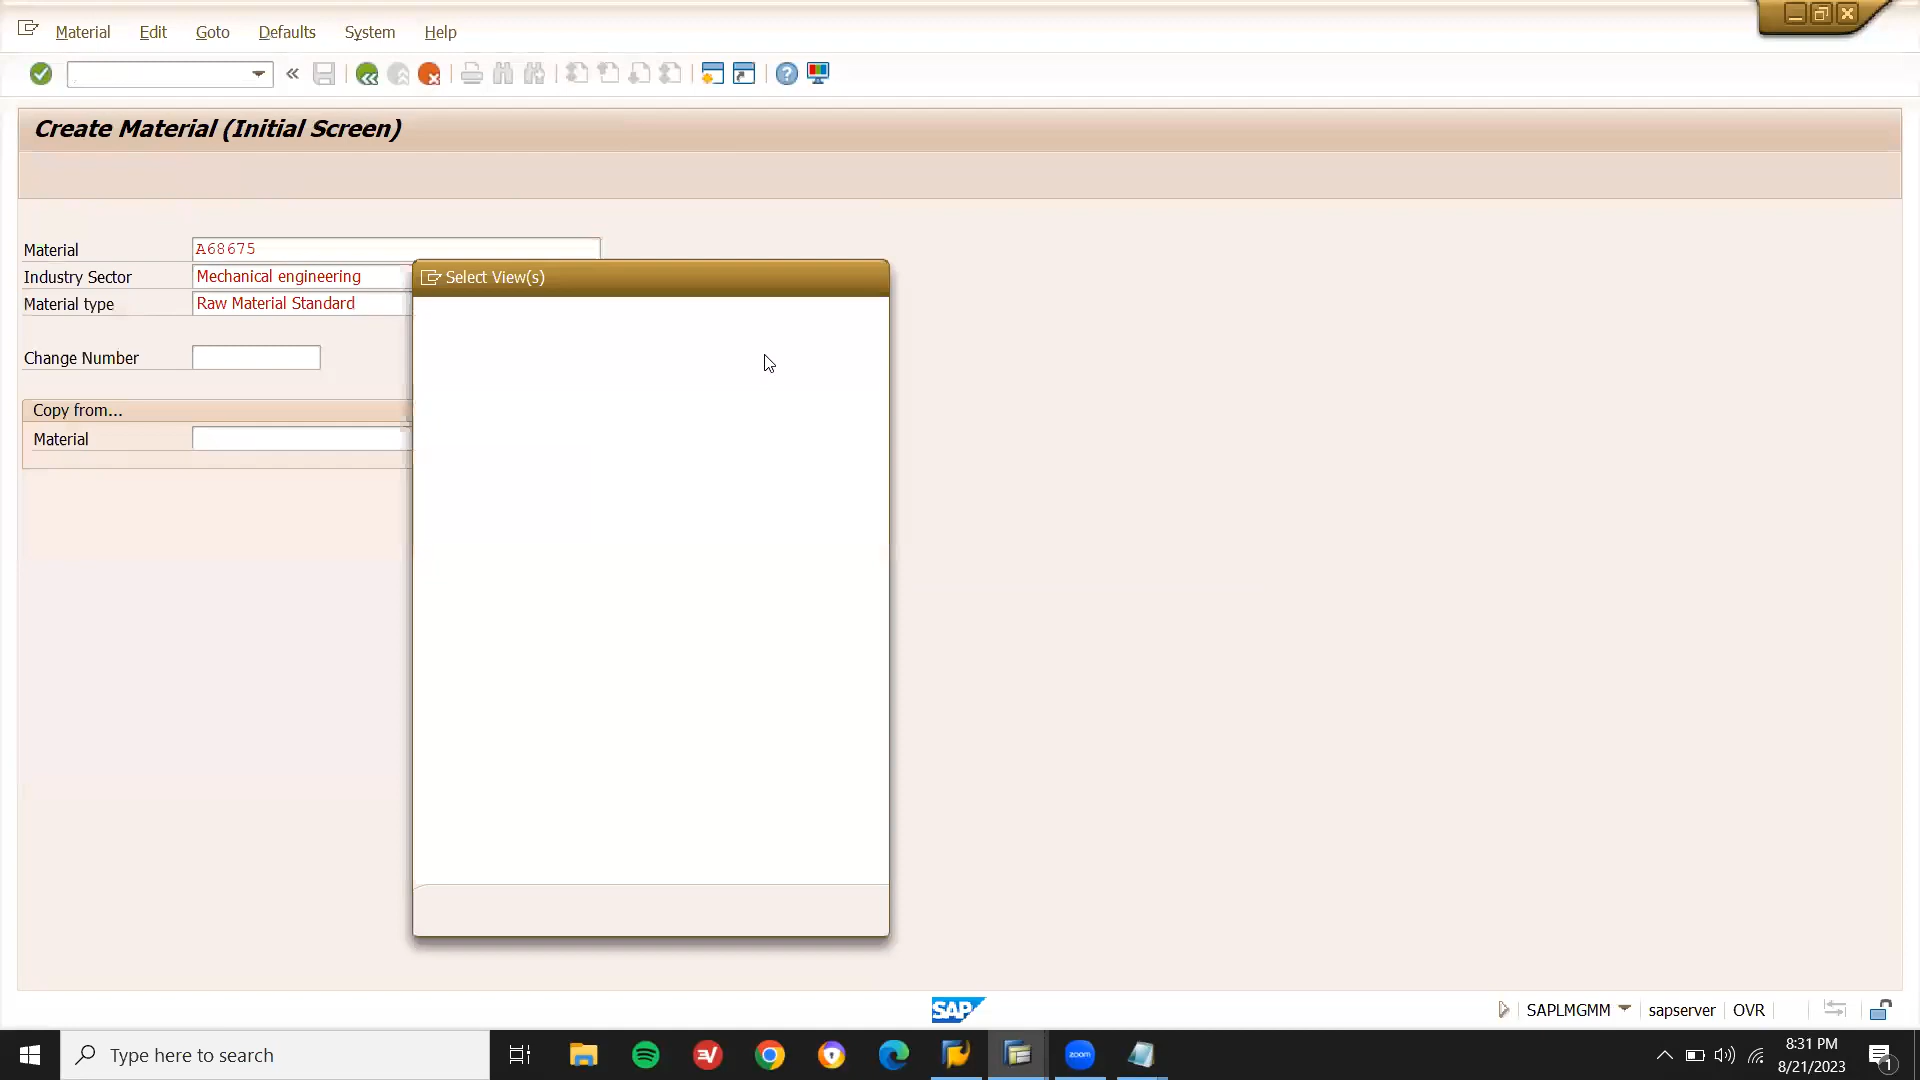 Material Edit Goto Defaults System Help
Create Material (Initial Screen)
Material A68675
Industry Sector Mechanical engineering
Material type Raw Material Standard
Change Number
Copy from...
Material
Select View(s)
SAP
SAPLMGMM sapserver OVR
Type here to search
zoom
8:31 PM
8/21/2023
1